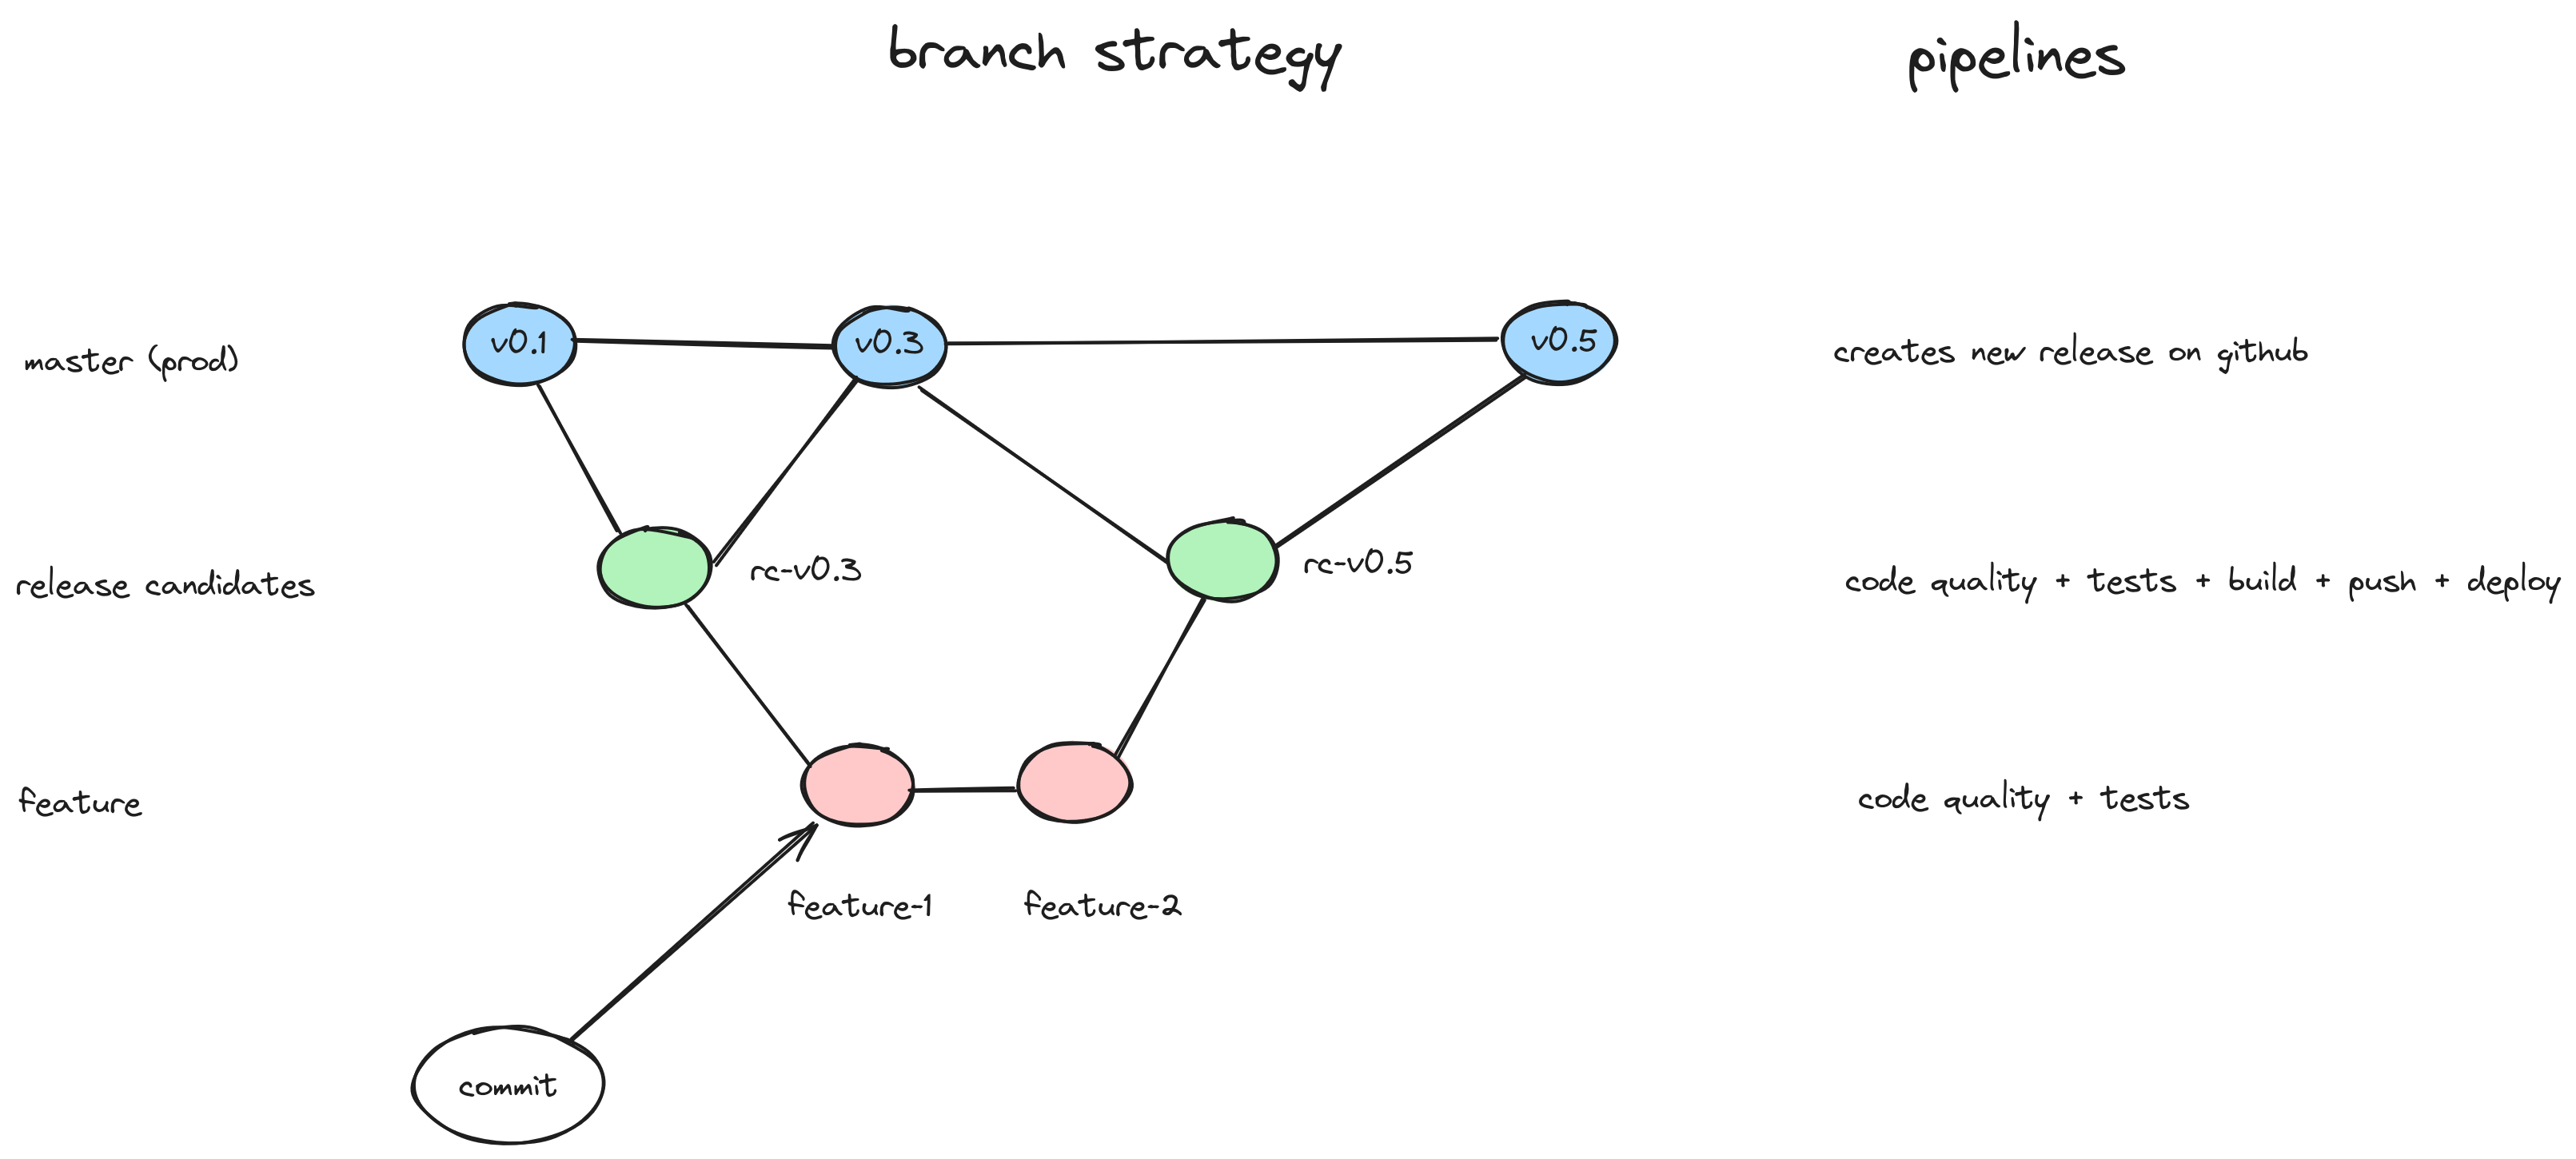 branch strategy
pipelines
v0.1
v0.3
v0.5
master (prod)
creates new release on github
rc-v0.3
rc-v0.5
release candidates
code quality + tests + build + push + deploy
feature
code quality + tests
feature-1
feature-2
commit